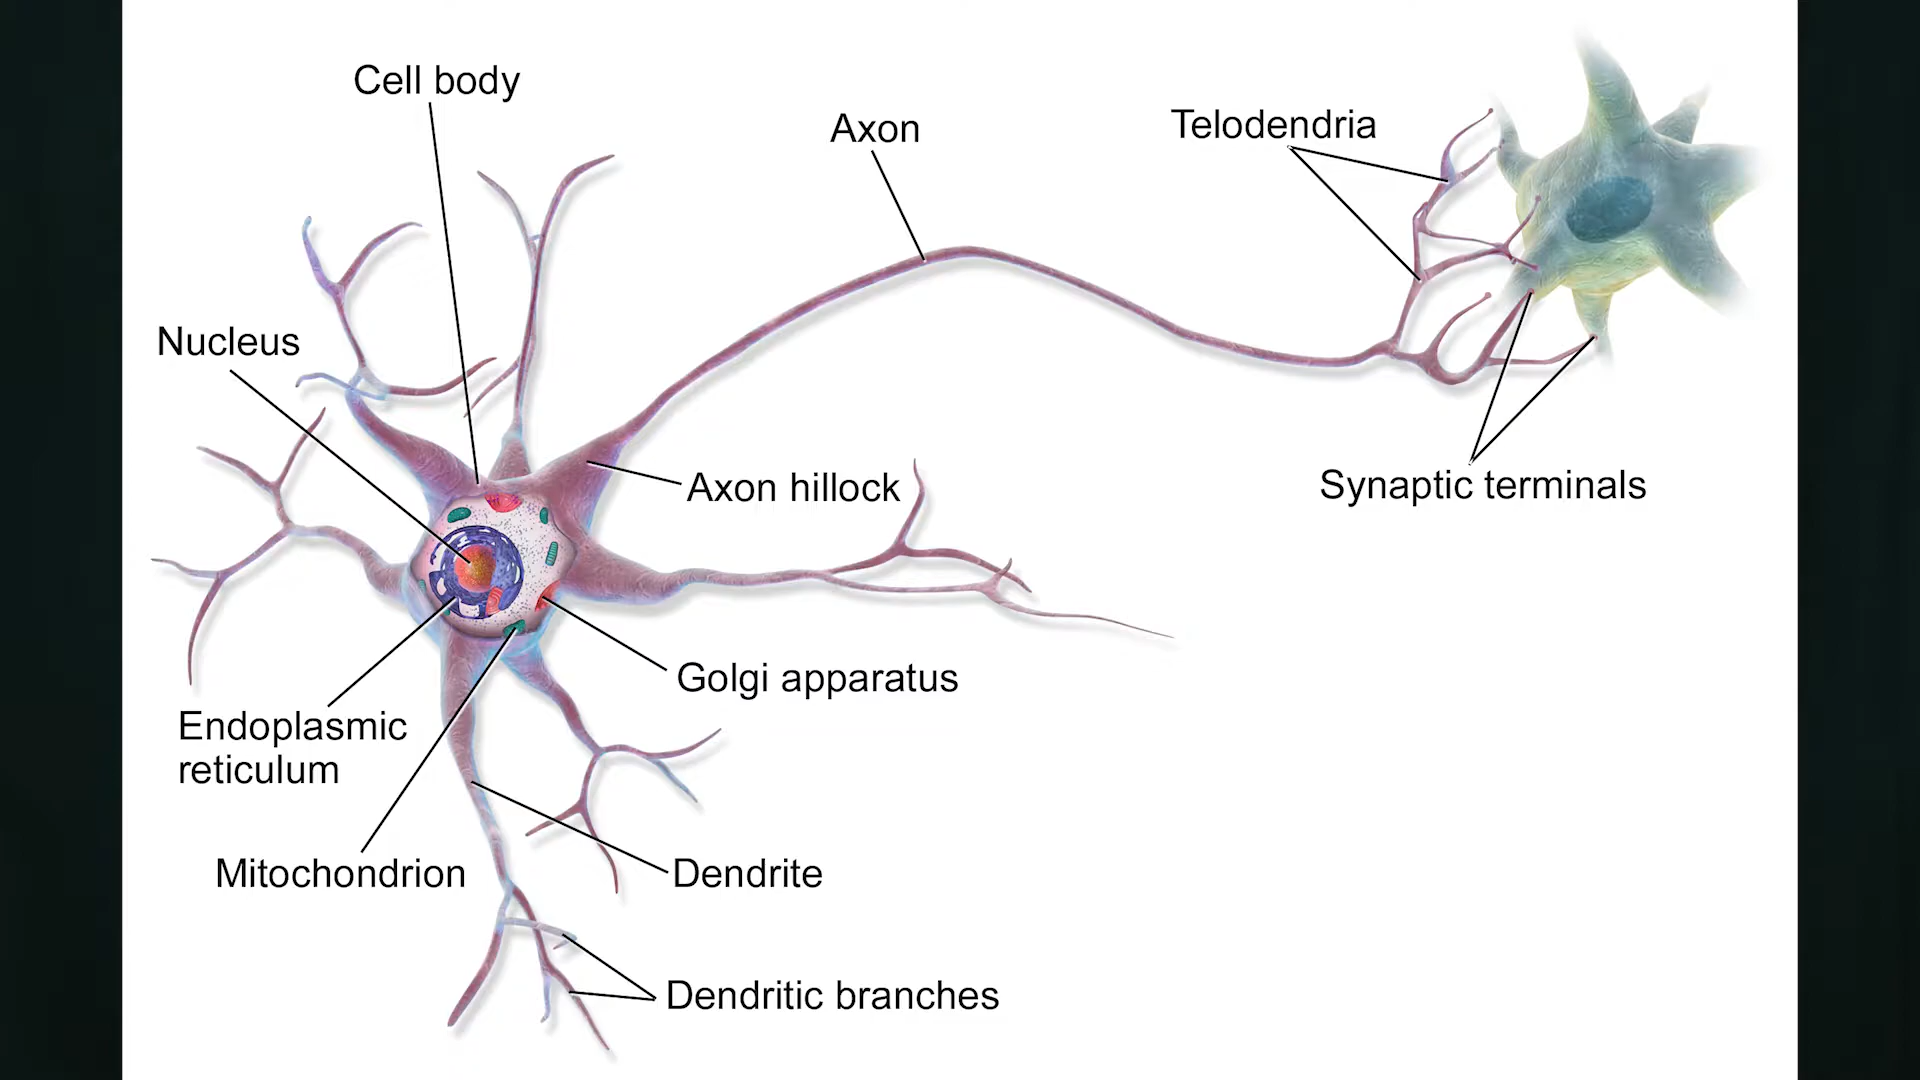 Cell body
Axon
Telodendria
Nucleus
Axon hillock
Synaptic terminals
Golgi apparatus
Endoplasmic
reticulum
Mitochondrion
Dendrite
Dendritic branches